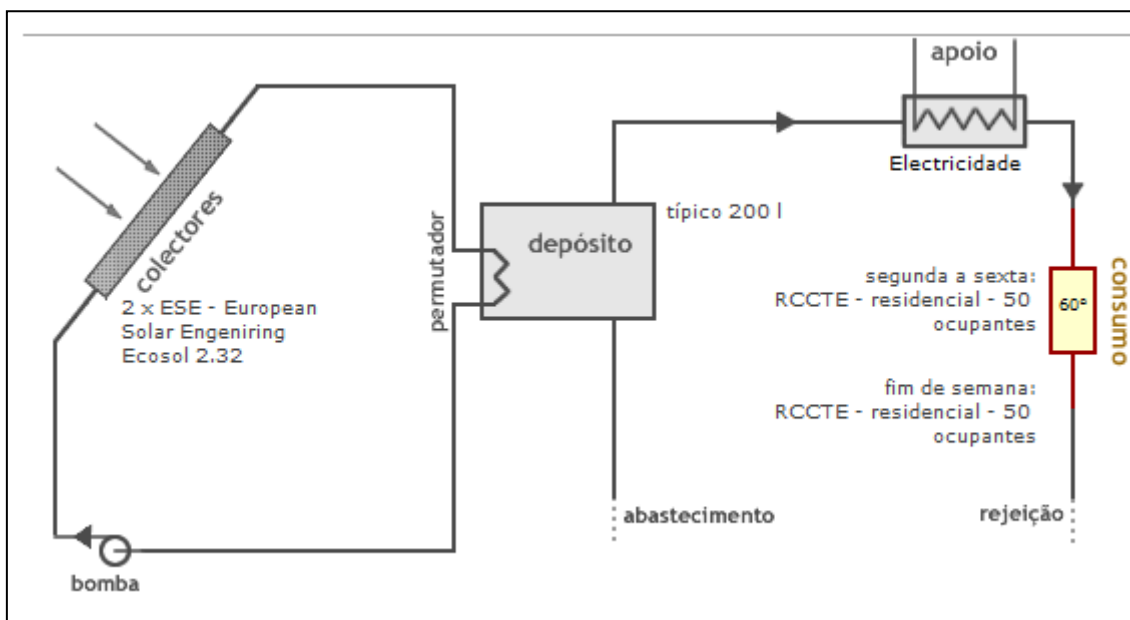 apoio
Electricidade
colectores
permutador
depósito
típico 200 l
2 x ESE - European
Solar Engeniring
Ecosol 2.32
segunda a sexta:
RCCTE - residencial - 50
ocupantes
60°
consumo
fim de semana:
RCCTE - residencial - 50
ocupantes
abastecimento
rejeição
bomba